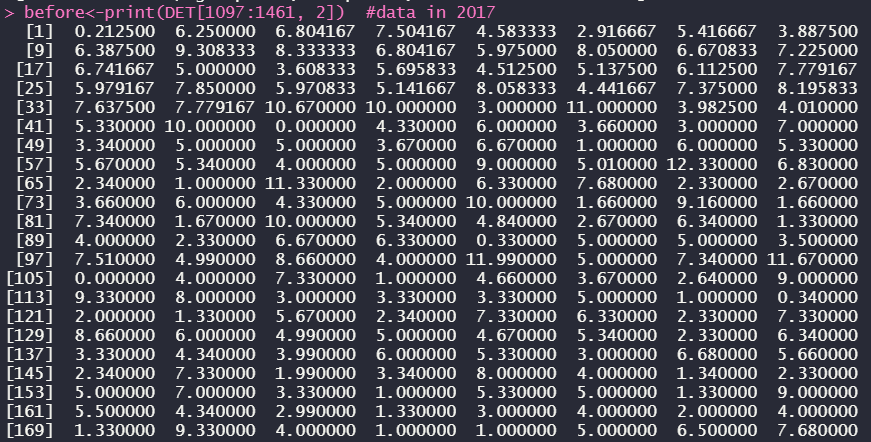 > before<-print(DET[1097:1461, 2])  #data in 2017
[1] 0.212500 6.250000 6.804167 7.504167 4.583333 2.916667 5.416667 3.887500
[9] 6.387500 9.308333 8.333333 6.804167 5.975000 8.050000 6.670833 7.225000
[17] 6.741667 5.000000 3.608333 5.695833 4.512500 5.137500 6.112500 7.779167
[25] 5.979167 7.850000 5.970833 5.141667 8.058333 4.441667 7.375000 8.195833
[33] 7.637500 7.779167 10.670000 10.000000 3.000000 11.000000 3.982500 4.010000
[41] 5.330000 10.000000 0.000000 4.330000 6.000000 3.660000 3.000000 7.000000
[49] 3.340000 5.000000 5.000000 3.670000 6.670000 1.000000 6.000000 5.330000
[57] 5.670000 5.340000 4.000000 5.000000 9.000000 5.010000 12.330000 6.830000
[65] 2.340000 1.000000 11.330000 2.000000 6.330000 7.680000 2.330000 2.670000
[73] 3.660000 6.000000 4.330000 5.000000 10.000000 1.660000 9.160000 1.660000
[81] 7.340000 1.670000 10.000000 5.340000 4.840000 2.670000 6.340000 1.330000
[89] 4.000000 2.330000 6.670000 6.330000 0.330000 5.000000 5.000000 3.500000
[97] 7.510000 4.990000 8.660000 4.000000 11.990000 5.000000 7.340000 11.670000
[105] 0.000000 4.000000 7.330000 1.000000 4.660000 3.670000 2.640000 9.000000
[113] 9.330000 8.000000 3.000000 3.330000 3.330000 5.000000 1.000000 0.340000
[121] 2.000000 1.330000 5.670000 2.340000 7.330000 6.330000 2.330000 7.330000
[129] 8.660000 6.000000 4.990000 5.000000 4.670000 5.340000 2.330000 6.340000
[137] 3.330000 4.340000 3.990000 6.000000 5.330000 3.000000 6.680000 5.660000
[145] 2.340000 7.330000 1.990000 3.340000 8.000000 4.000000 1.340000 2.330000
[153] 5.000000 7.000000 3.330000 1.000000 5.330000 5.000000 1.330000 9.000000
[161] 5.500000 4.340000 2.990000 1.330000 3.000000 4.000000 2.000000 4.000000
[169] 1.330000 9.330000 4.000000 1.000000 1.000000 5.000000 6.500000 7.680000